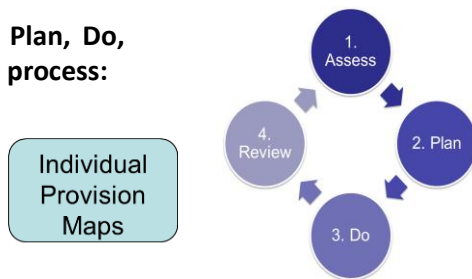 Plan, Do,
process:
Individual
Provision
Maps
1.
Assess
2. Plan
3. Do
4.
Review